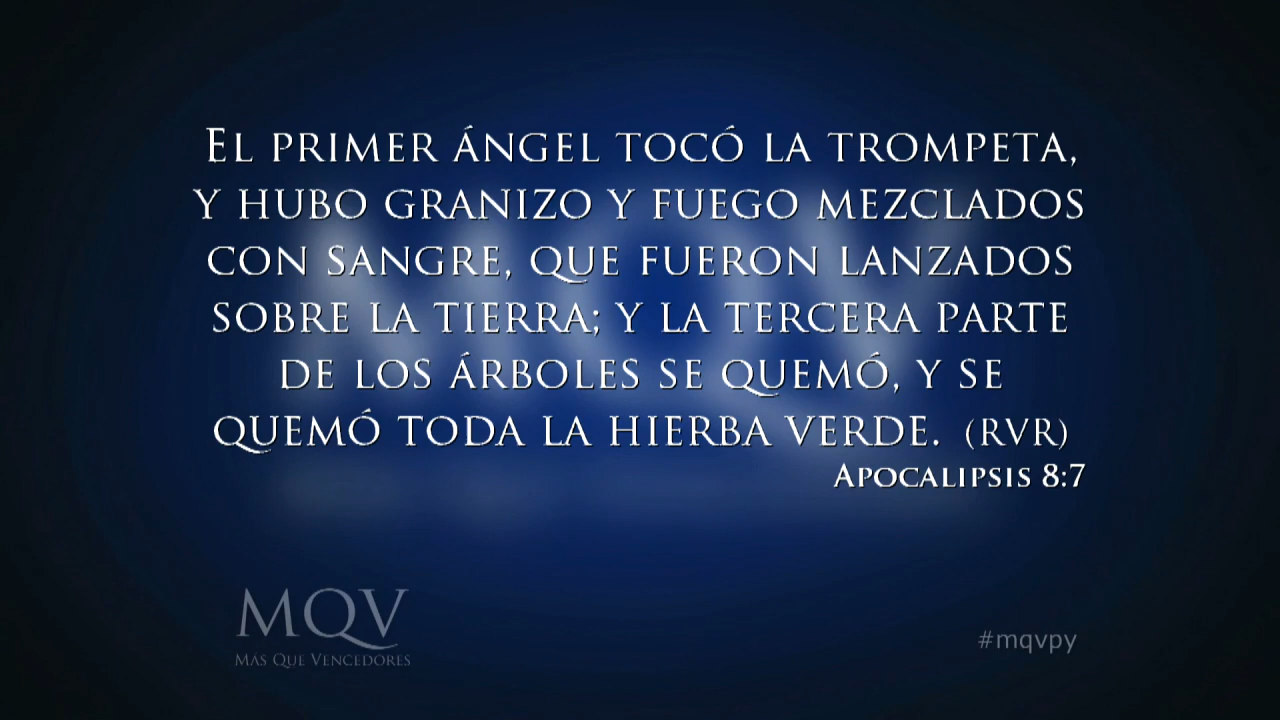 El primer ángel tocó la trompeta,
y hubo granizo y fuego mezclados
con sangre, que fueron lanzados
sobre la tierra; y la tercera parte
de los árboles se quemó, y se
quemó toda la hierba verde. (RVR)
Apocalipsis 8:7
MQV
Más Que Vencedores
#mqvpy